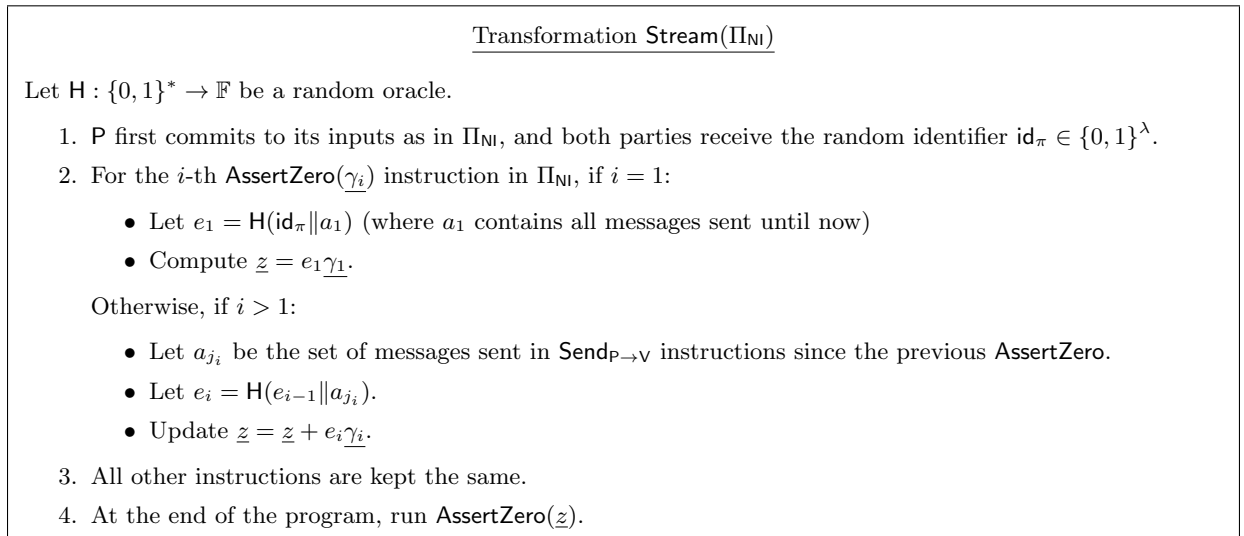 Transformation Stream(Π_NI)
Let H : {0, 1}* → 𝔽 be a random oracle.
1. P first commits to its inputs as in Π_NI, and both parties receive the random identifier id_π ∈ {0, 1}^λ.
2. For the i-th AssertZero(γ_i) instruction in Π_NI, if i = 1:
• Let e_1 = H(id_π‖a_1) (where a_1 contains all messages sent until now)
• Compute z = e_1γ_1.
Otherwise, if i > 1:
• Let a_{j_i} be the set of messages sent in Send_{P→V} instructions since the previous AssertZero.
• Let e_i = H(e_{i−1}‖a_{j_i}).
• Update z = z + e_iγ_i.
3. All other instructions are kept the same.
4. At the end of the program, run AssertZero(z).